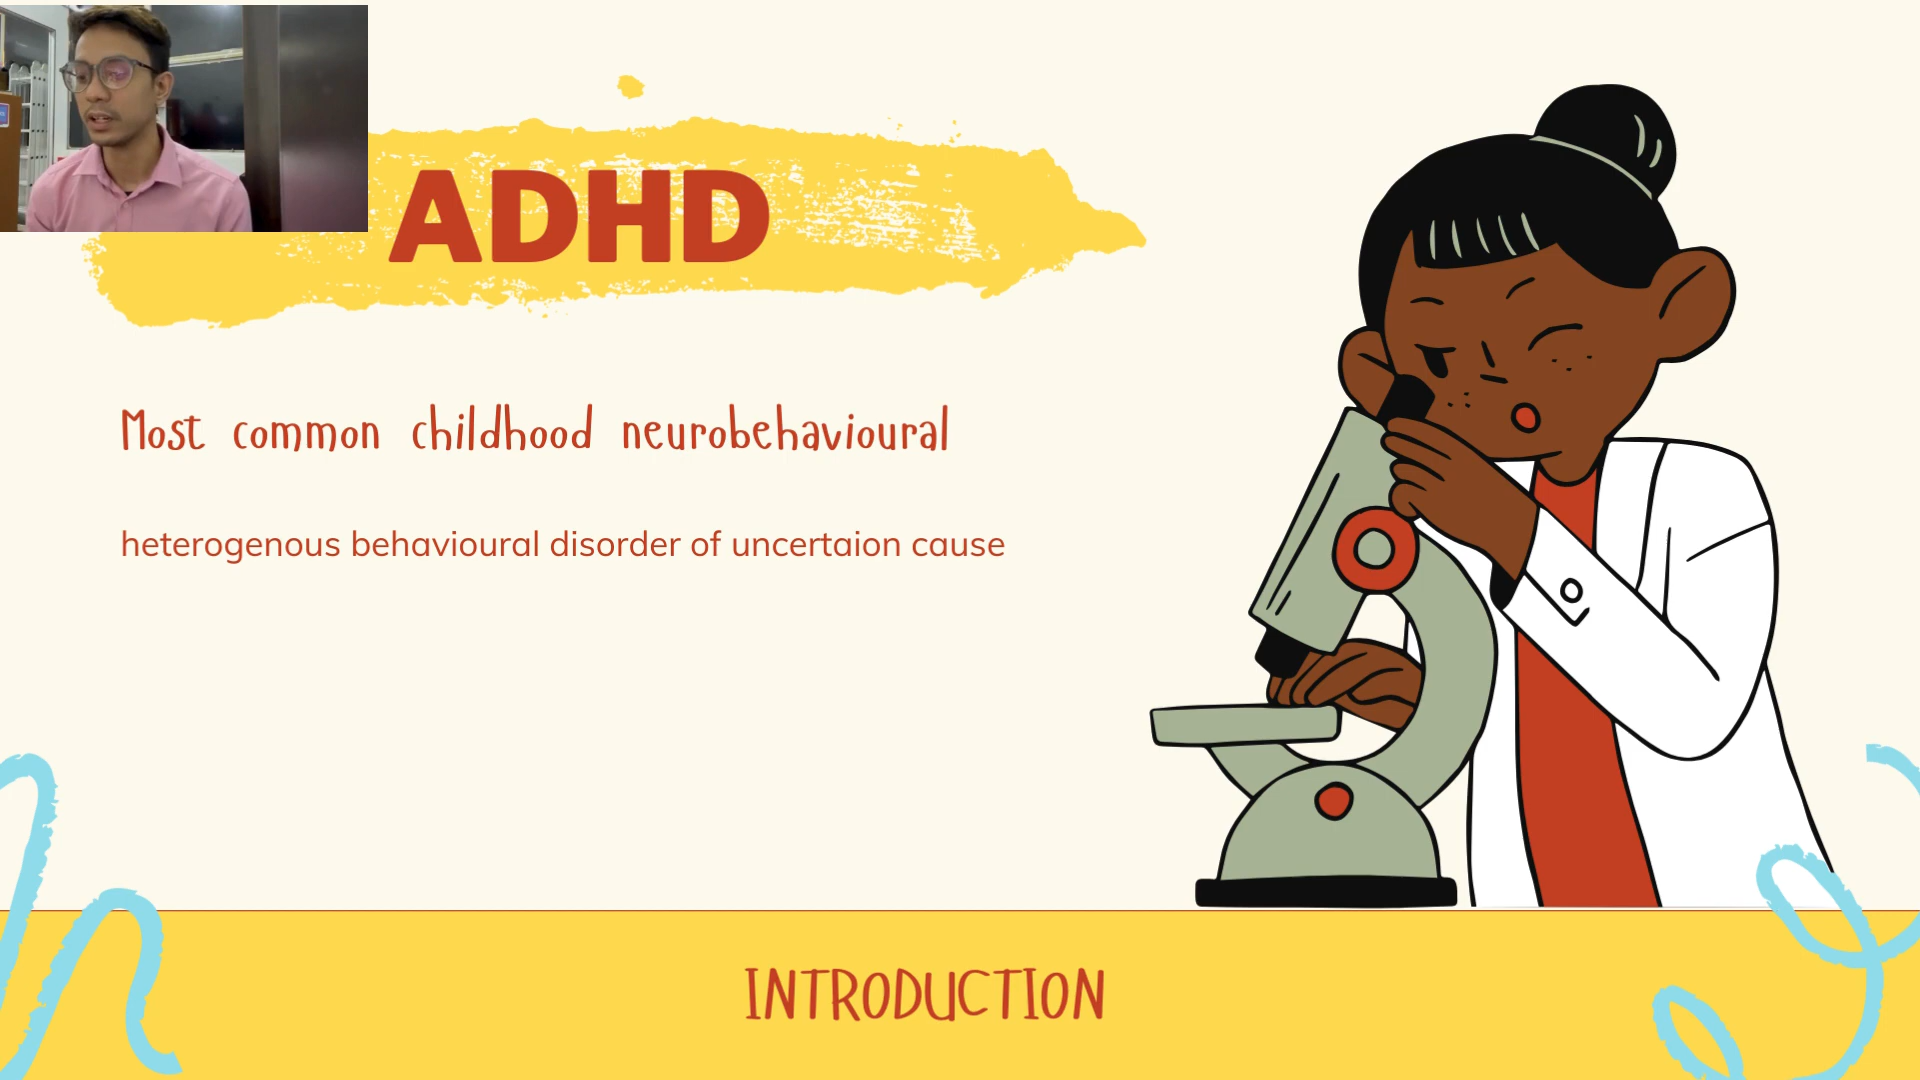 ADHD
Most common childhood neurobehavioural
heterogenous behavioural disorder of uncertaion cause
INTRODUCTION